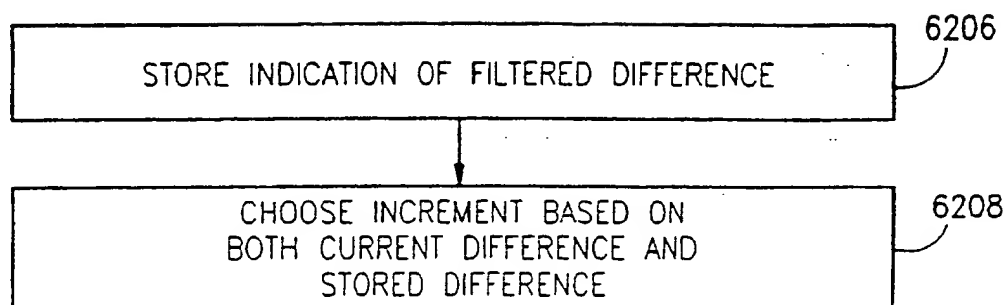 6206
STORE INDICATION OF FILTERED DIFFERENCE
6208
CHOOSE INCREMENT BASED ON
BOTH CURRENT DIFFERENCE AND
STORED DIFFERENCE